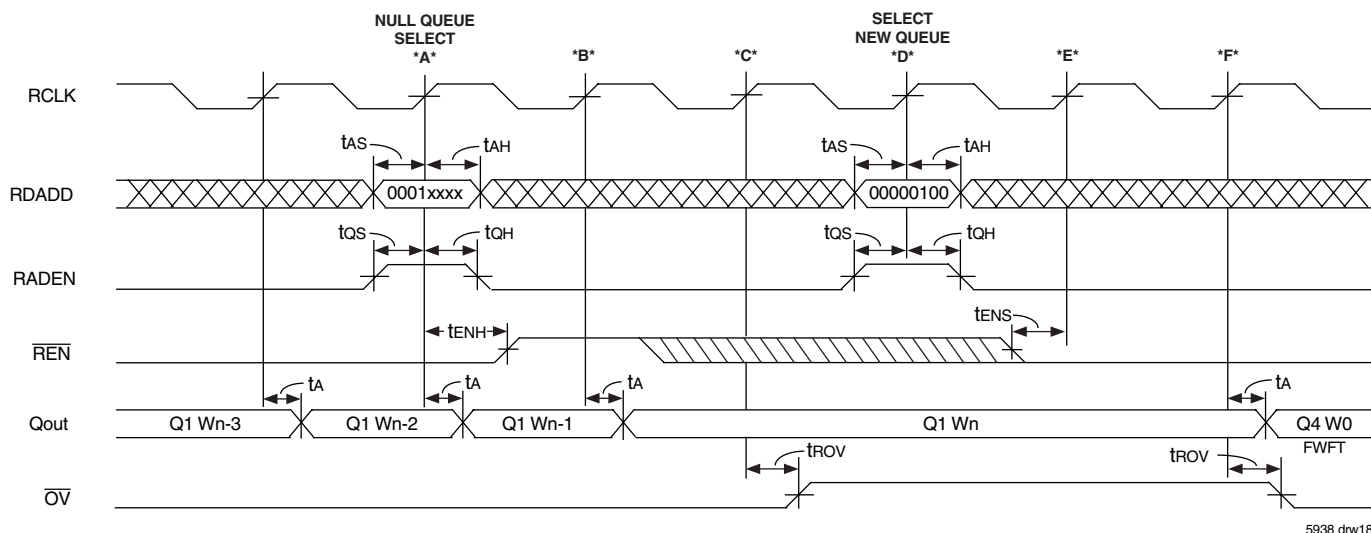 NULL QUEUE
SELECT
*A*
*B*
*C*
SELECT
NEW QUEUE
*D*
*E*
*F*
RCLK
tAS
tAH
tAS
tAH
RDADD
0001xxxx
00000100
tQS
tQH
tQS
tQH
RADEN
tENH
tENS
REN
tA
tA
tA
tA
Qout
Q1 Wn-3
Q1 Wn-2
Q1 Wn-1
Q1 Wn
Q4 W0
FWFT
tROV
tROV
OV
5938 drw18